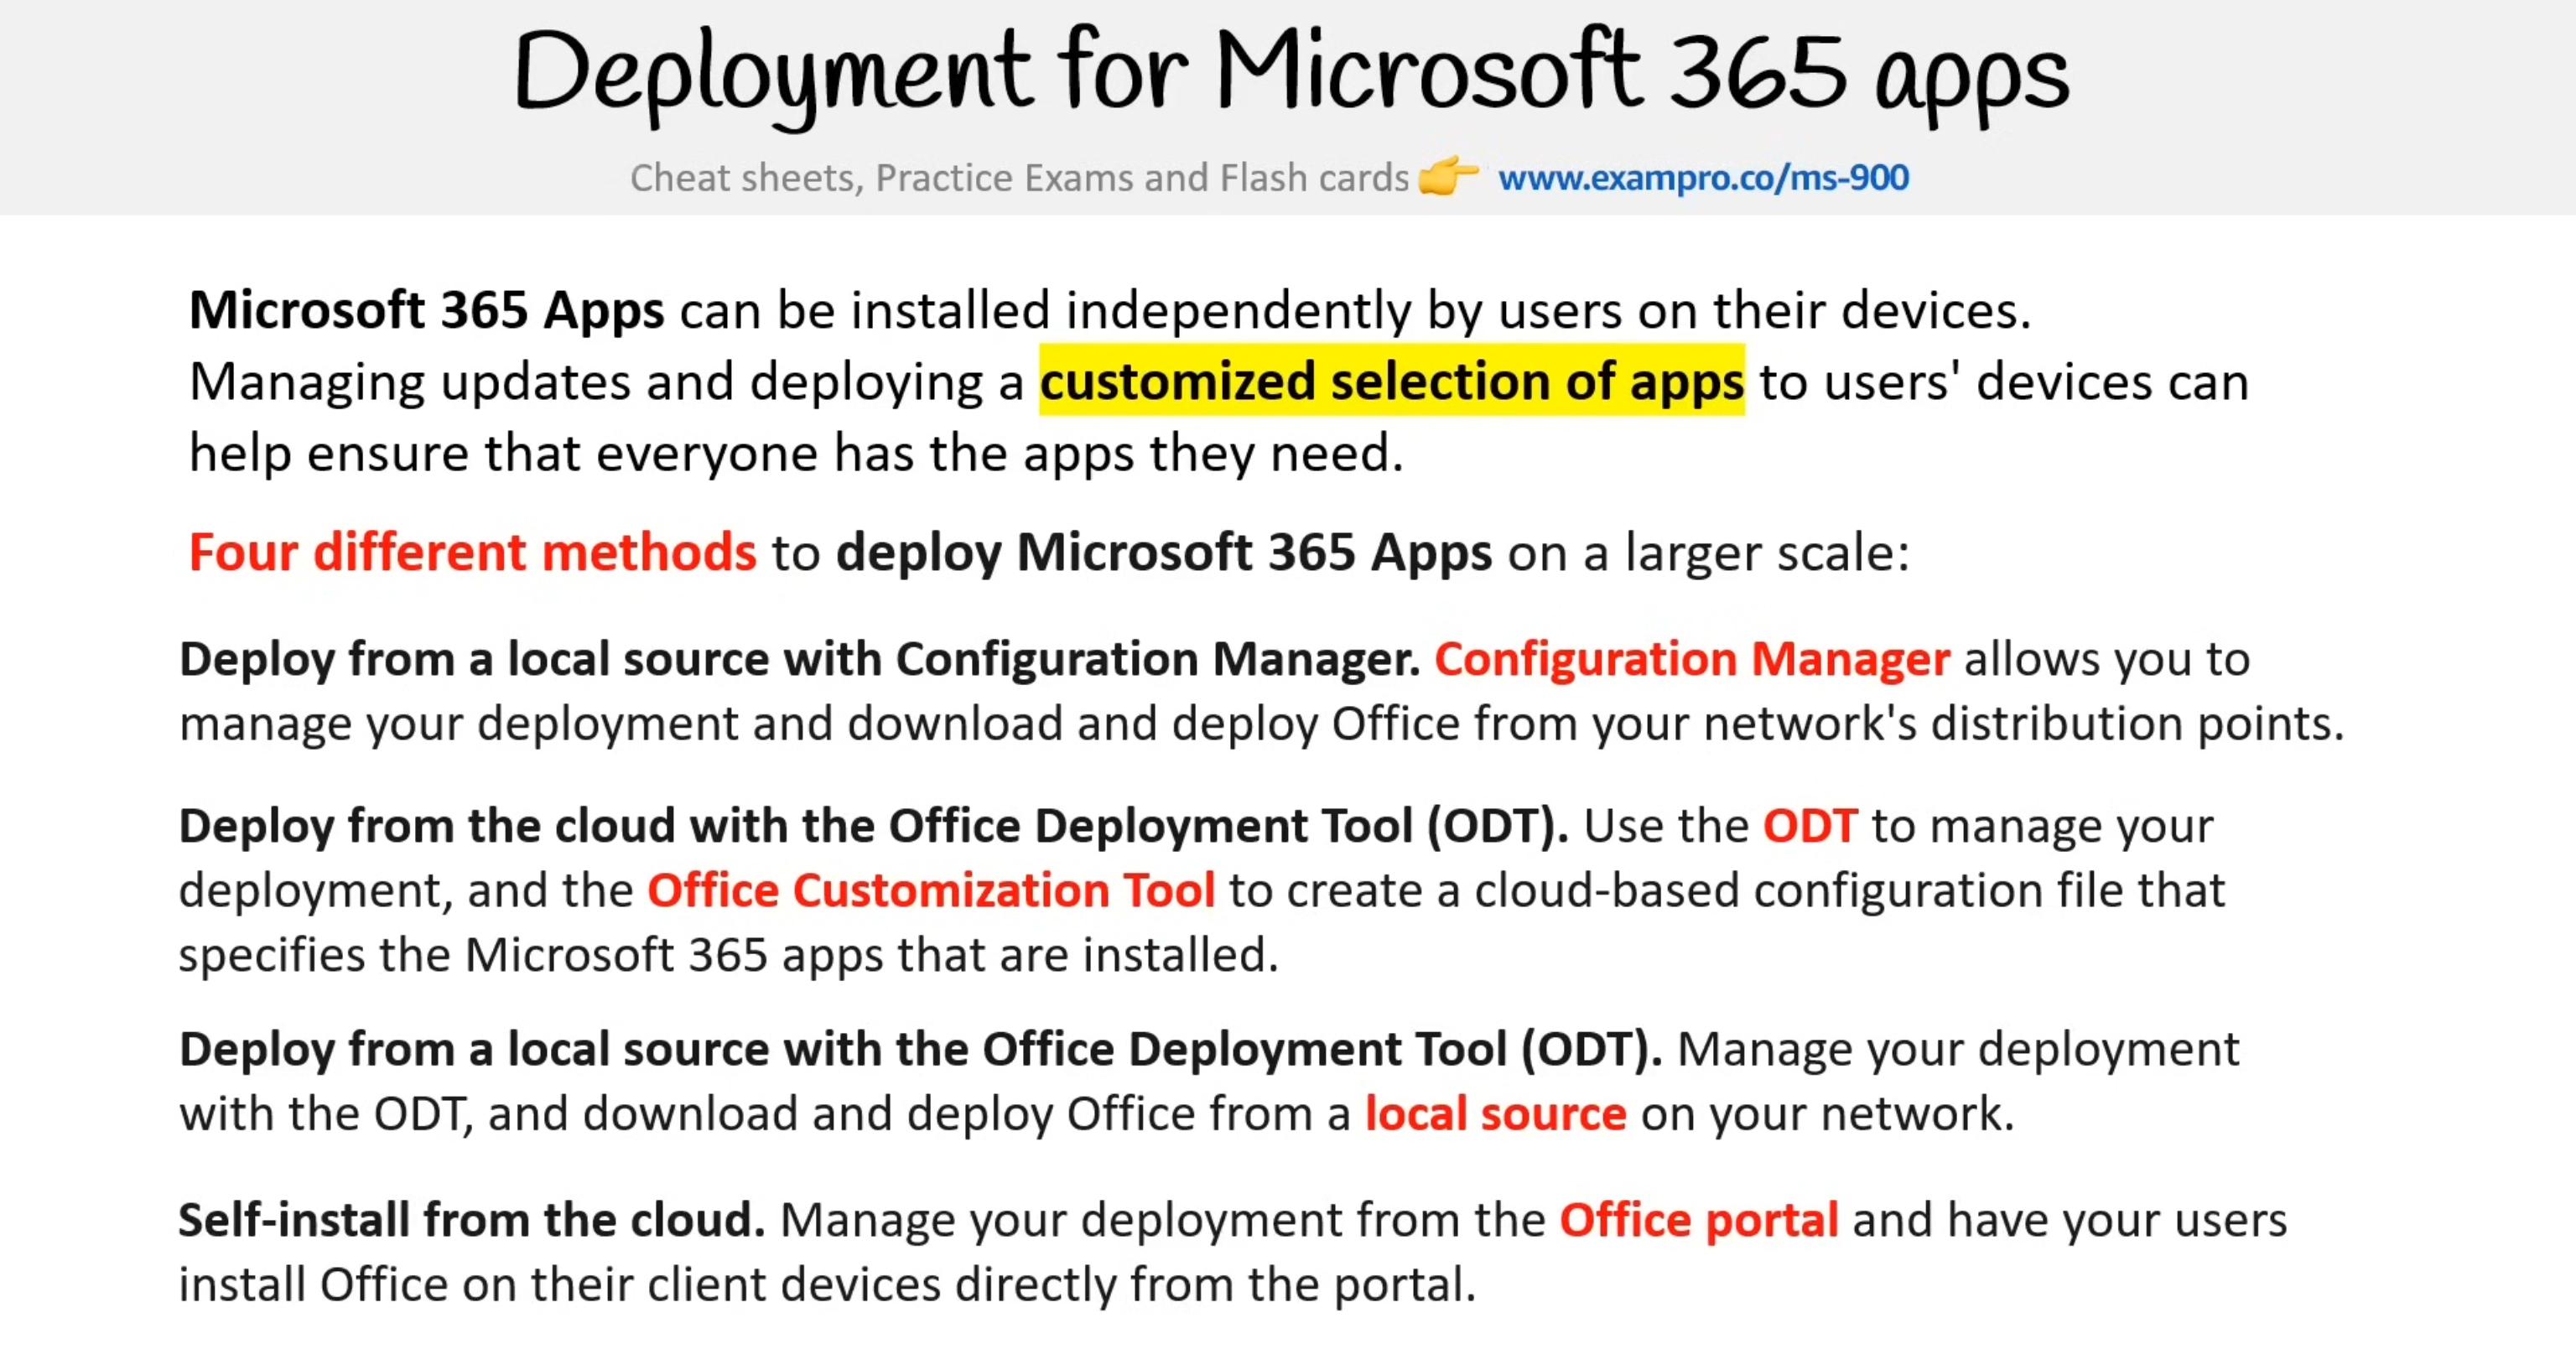 Deployment for Microsoft 365 apps
Cheat sheets, Practice Exams and Flash cards 👉 www.exampro.co/ms-900
Microsoft 365 Apps can be installed independently by users on their devices.
Managing updates and deploying a customized selection of apps to users' devices can
help ensure that everyone has the apps they need.
Four different methods to deploy Microsoft 365 Apps on a larger scale:
Deploy from a local source with Configuration Manager. Configuration Manager allows you to
manage your deployment and download and deploy Office from your network's distribution points.
Deploy from the cloud with the Office Deployment Tool (ODT). Use the ODT to manage your
deployment, and the Office Customization Tool to create a cloud-based configuration file that
specifies the Microsoft 365 apps that are installed.
Deploy from a local source with the Office Deployment Tool (ODT). Manage your deployment
with the ODT, and download and deploy Office from a local source on your network.
Self-install from the cloud. Manage your deployment from the Office portal and have your users
install Office on their client devices directly from the portal.